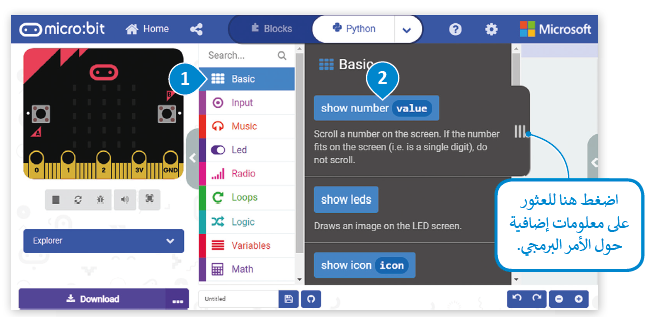 micro:bit
Home
Blocks
Python
Microsoft
Search...
Basic
Input
Music
Led
Radio
Loops
Logic
Variables
Math
1
2
Basic
show number value
Scroll a number on the screen. If the number
fits on the screen (i.e. is a single digit), do
not scroll.
show leds
Draws an image on the LED screen.
show icon icon
0 1 2 3V GND
Explorer
Download
Untitled
اضغط هنا للعثور
على معلومات إضافية
حول الأمر البرمجي.